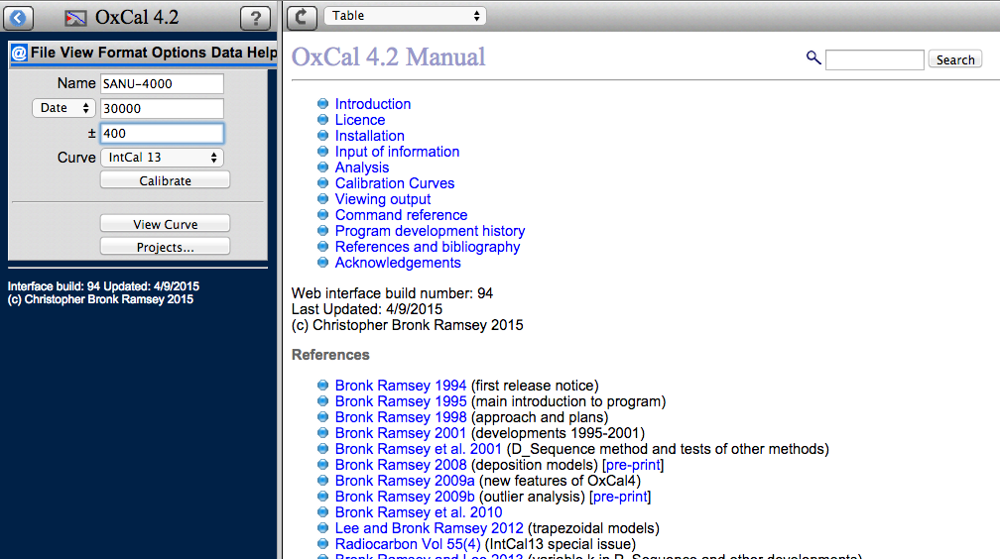 OxCal 4.2
?
@ File View Format Options Data Help
Name SANU-4000
Date 30000
± 400
Curve IntCal 13
Calibrate
View Curve
Projects...
Interface build: 94 Updated: 4/9/2015
(c) Christopher Bronk Ramsey 2015
Table
OxCal 4.2 Manual
Search
Introduction
Licence
Installation
Input of information
Analysis
Calibration Curves
Viewing output
Command reference
Program development history
References and bibliography
Acknowledgements
Web interface build number: 94
Last Updated: 4/9/2015
(c) Christopher Bronk Ramsey 2015
References
Bronk Ramsey 1994 (first release notice)
Bronk Ramsey 1995 (main introduction to program)
Bronk Ramsey 1998 (approach and plans)
Bronk Ramsey 2001 (developments 1995-2001)
Bronk Ramsey et al. 2001 (D_Sequence method and tests of other methods)
Bronk Ramsey 2008 (deposition models) [pre-print]
Bronk Ramsey 2009a (new features of OxCal4)
Bronk Ramsey 2009b (outlier analysis) [pre-print]
Bronk Ramsey et al. 2010
Lee and Bronk Ramsey 2012 (trapezoidal models)
Radiocarbon Vol 55(4) (IntCal13 special issue)
Bronk Ramsey and Lee 2013 (variable k in P_Sequence and other developments)